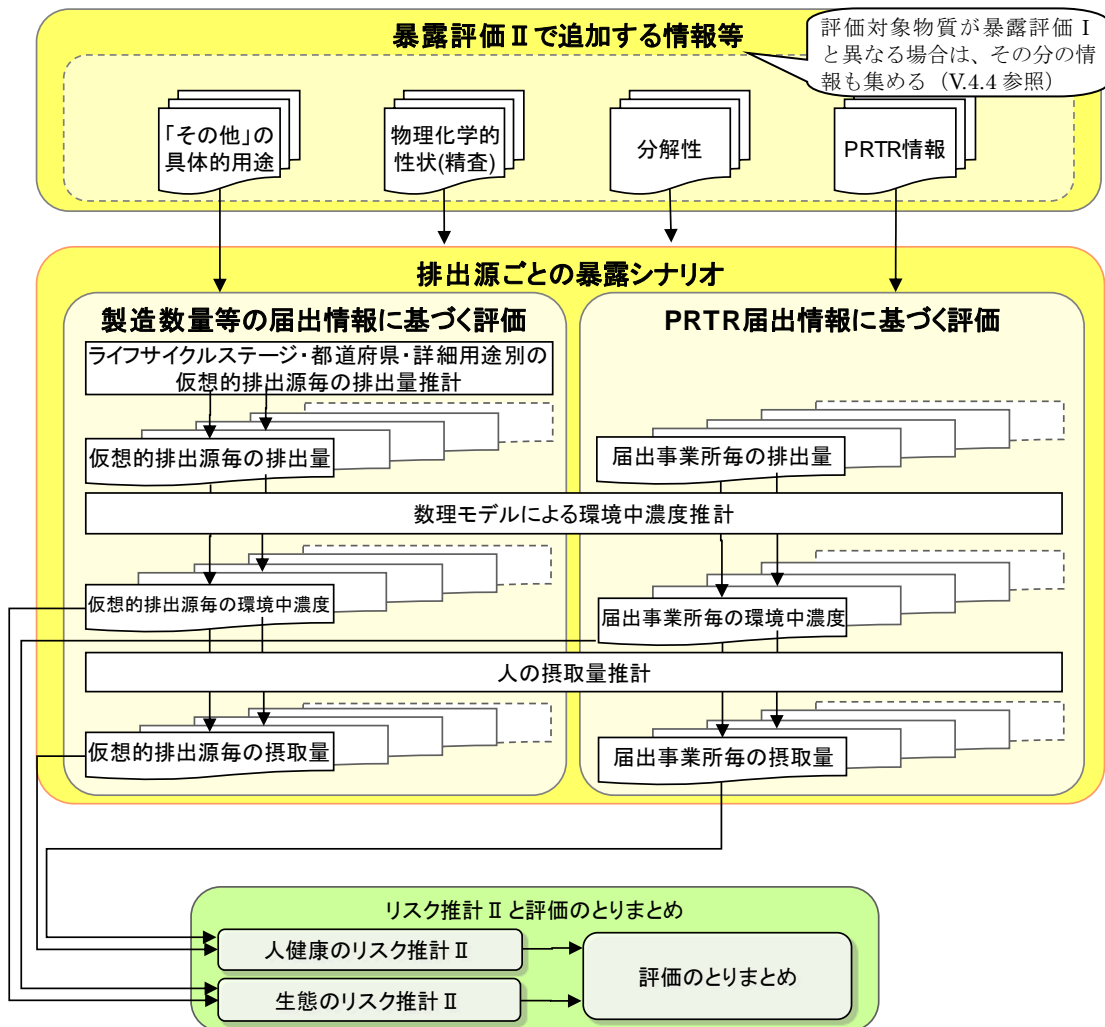 暴露評価Ⅱで追加する情報等
評価対象物質が暴露評価Ⅰ
と異なる場合は、その分の情
報も集める（V.4.4 参照）
「その他」の
具体的用途
物理化学的
性状(精査)
分解性
PRTR情報
排出源ごとの暴露シナリオ
製造数量等の届出情報に基づく評価
PRTR届出情報に基づく評価
ライフサイクルステージ・都道府県・詳細用途別の
仮想的排出源毎の排出量推計
仮想的排出源毎の排出量
届出事業所毎の排出量
数理モデルによる環境中濃度推計
仮想的排出源毎の環境中濃度
届出事業所毎の環境中濃度
人の摂取量推計
仮想的排出源毎の摂取量
届出事業所毎の摂取量
リスク推計Ⅱと評価のとりまとめ
人健康のリスク推計Ⅱ
評価のとりまとめ
生態のリスク推計Ⅱ